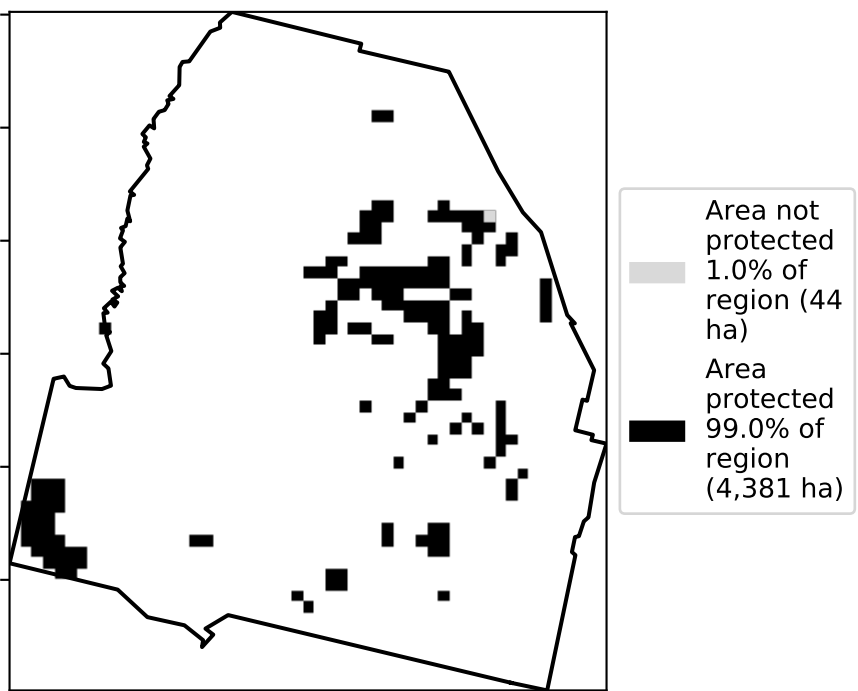 Area not
protected
1.0% of
region (44
ha)
Area
protected
99.0% of
region
(4,381 ha)